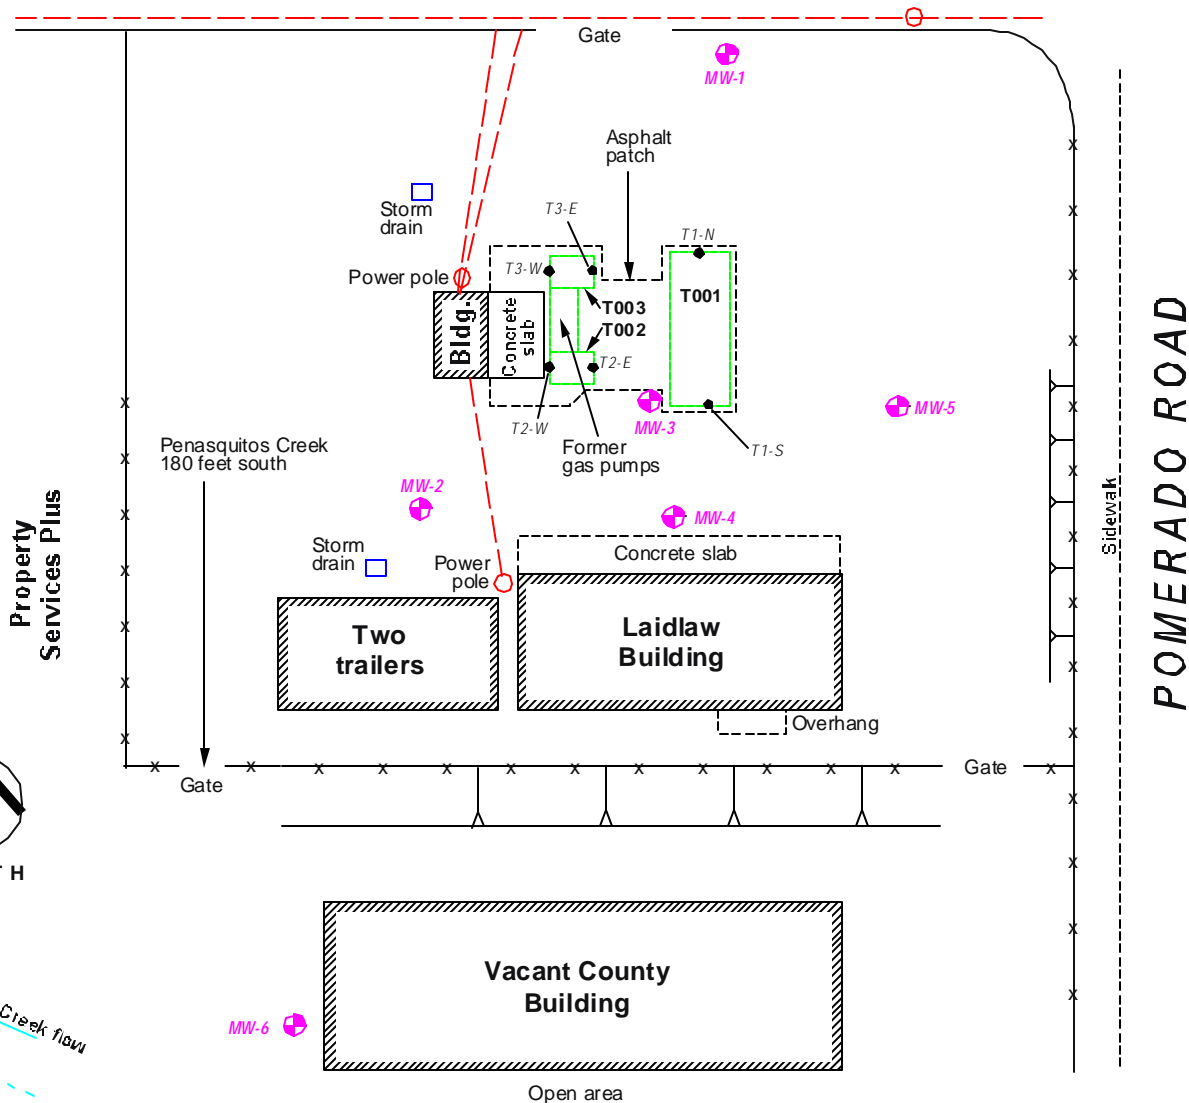 Gate
MW-1
Asphalt
patch
Storm
drain
T3-E
T1-N
T3-W
Power pole
T001
T003
T002
Bldg.
Concrete
slab
T2-E
MW-3
MW-5
T2-W
T1-S
Former
gas pumps
Penasquitos Creek
180 feet south
MW-2
MW-4
Storm
drain
Power
pole
Concrete slab
Property
Services Plus
Two
trailers
Laidlaw
Building
Sidewalk
POMERADO ROAD
Overhang
Gate
Gate
T H
Vacant County
Building
MW-6
Creek flow
Open area